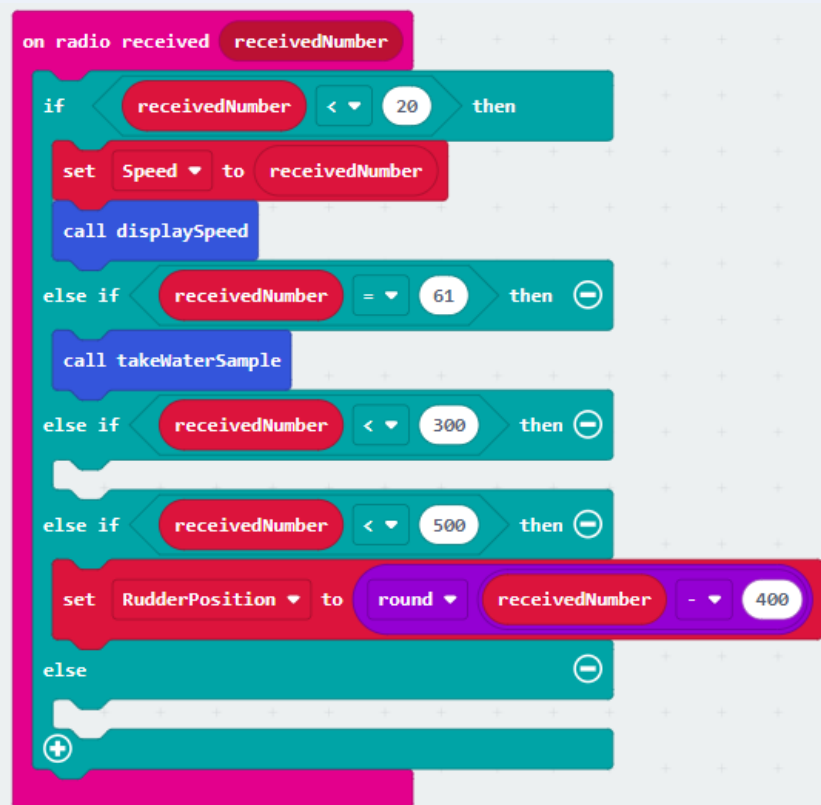 on radio received receivedNumber
if receivedNumber < 20 then
set Speed to receivedNumber
call displaySpeed
else if receivedNumber = 61 then
call takeWaterSample
else if receivedNumber < 300 then
else if receivedNumber < 500 then
set RudderPosition to round receivedNumber - 400
else